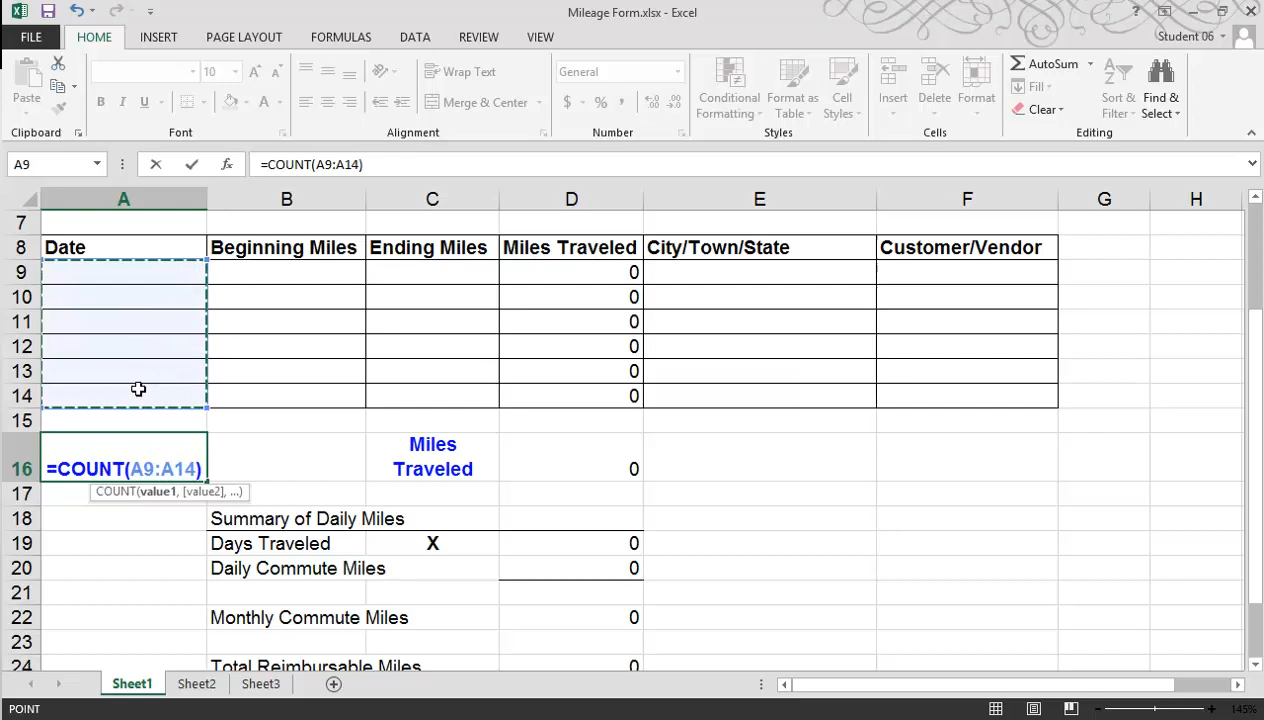 Mileage Form.xlsx - Excel
?
FILE HOME INSERT PAGE LAYOUT FORMULAS DATA REVIEW VIEW Student 06
Paste
B I U
10 A A
Wrap Text
Merge & Center
General
$ % ,
Conditional Formatting
Format as Table
Cell Styles
Insert Delete Format
AutoSum
Fill
Clear
Sort & Filter
Find & Select
Clipboard Font Alignment Number Styles Cells Editing
A9 fx =COUNT(A9:A14)
A B C D E F G H
7
8 Date Beginning Miles Ending Miles Miles Traveled City/Town/State Customer/Vendor
9 0
10 0
11 0
12 0
13 0
14 0
15
16 =COUNT(A9:A14) Miles Traveled 0
COUNT(value1, [value2], ...)
17
18 Summary of Daily Miles
19 Days Traveled X 0
20 Daily Commute Miles 0
21
22 Monthly Commute Miles 0
23
24 Total Reimbursable Miles 0
Sheet1 Sheet2 Sheet3
POINT 145%